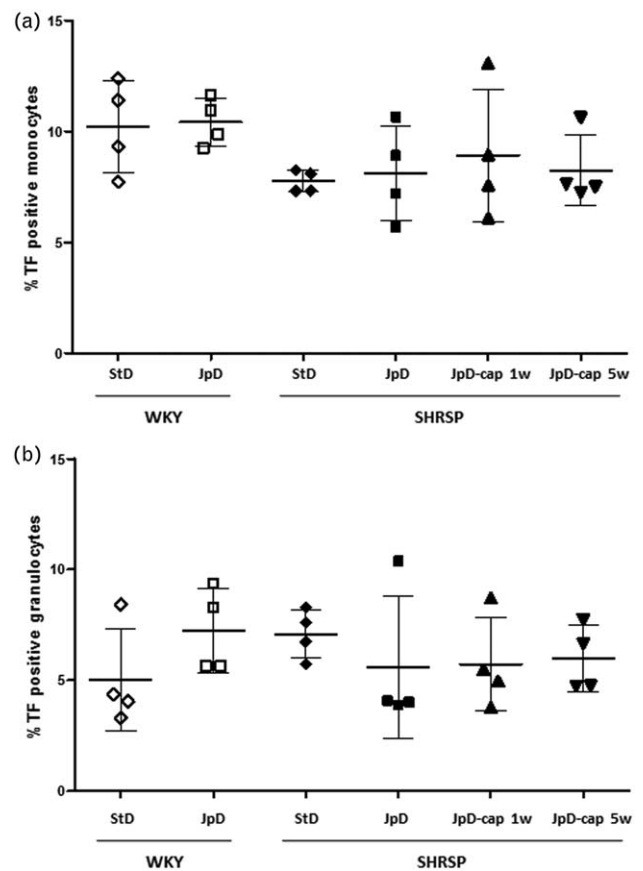 (a)
15
10
5
0
% TF positive monocytes
StD JpD StD JpD JpD-cap 1w JpD-cap 5w
WKY SHRSP
(b)
15
10
5
0
% TF positive granulocytes
StD JpD StD JpD JpD-cap 1w JpD-cap 5w
WKY SHRSP